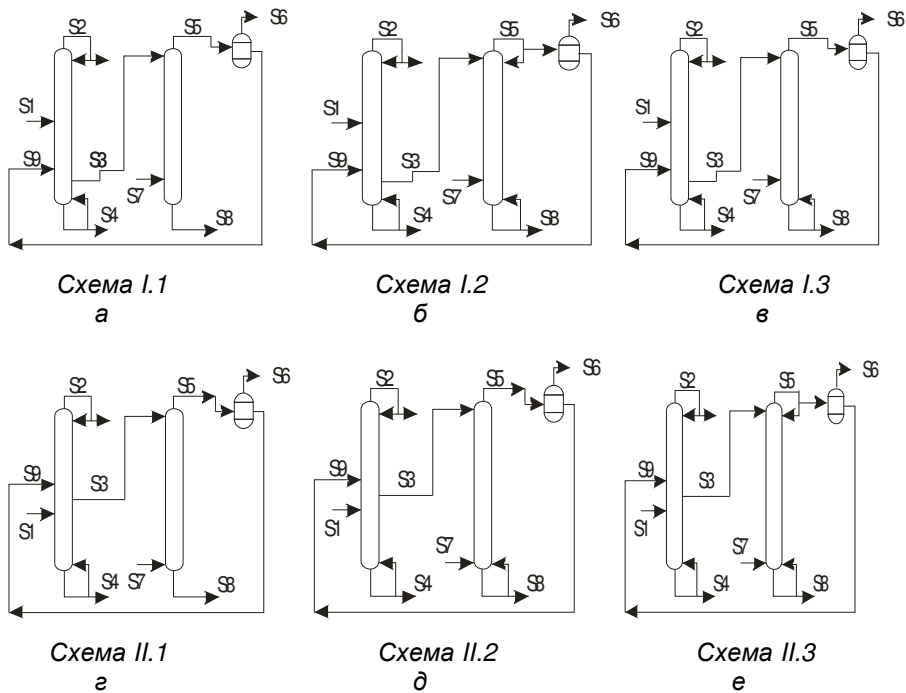 S2 S5 S6
S1
S9 S3
S7
S4 S8
S2 S5 S6
S1
S9 S3
S7
S4 S8
S2 S5 S6
S1
S9 S3
S7
S4 S8
Схема I.1 Схема I.2 Схема I.3
а б в
S2 S5 S6
S9 S3
S1
S4 S7 S8
S2 S5 S6
S9 S3
S1 S7
S4 S8
S2 S5 S6
S9 S3
S1 S7
S4 S8
Схема II.1 Схема II.2 Схема II.3
г д е